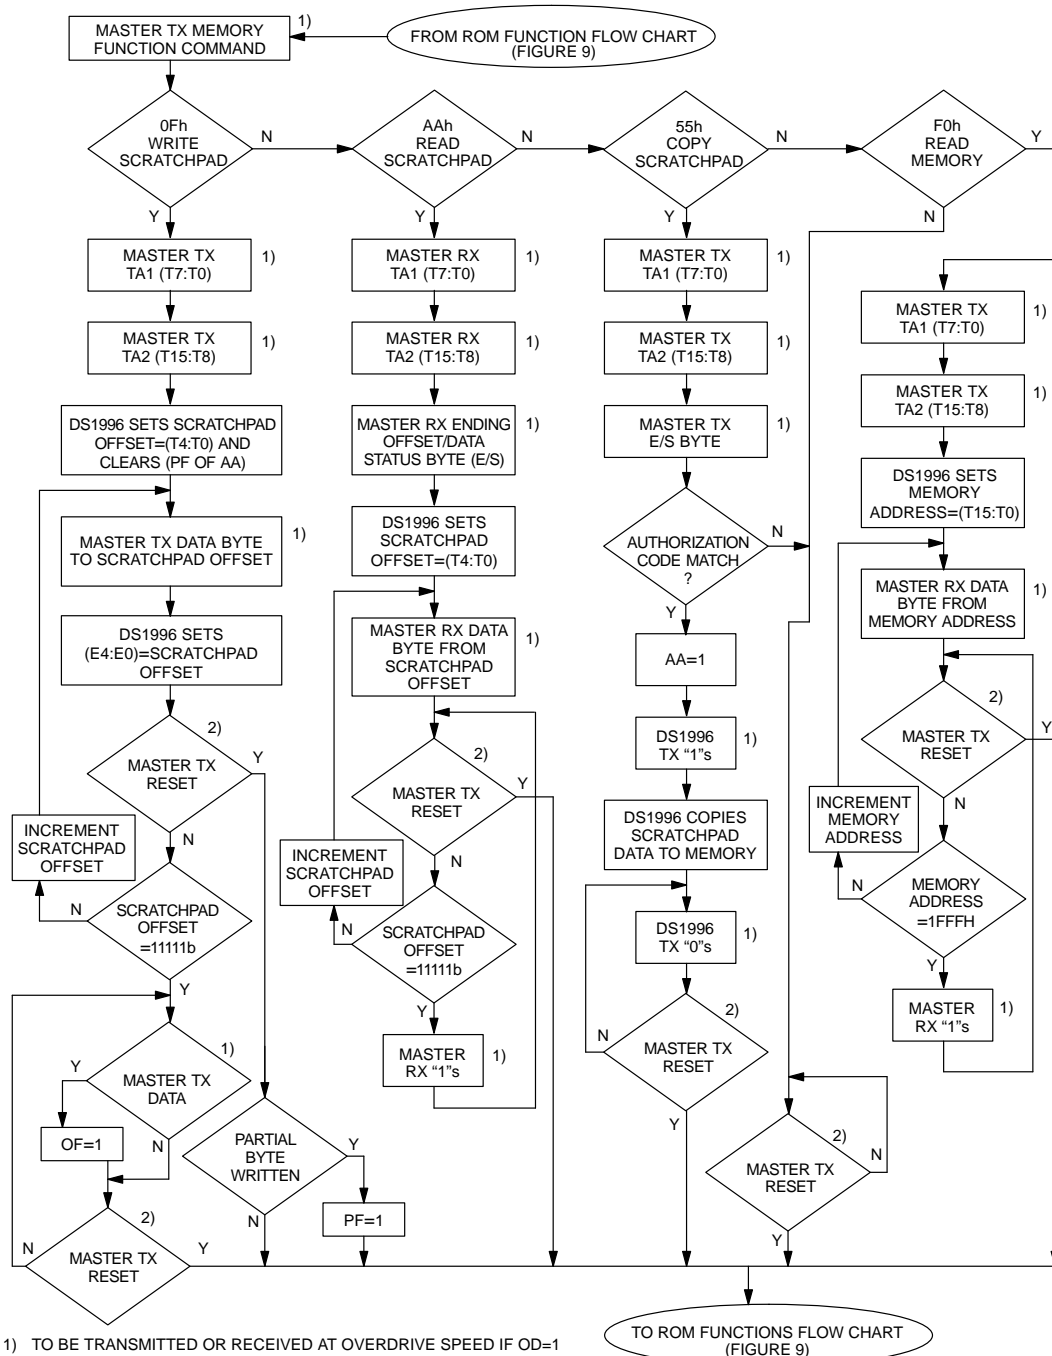 MASTER TX MEMORY
FUNCTION COMMAND
1)
FROM ROM FUNCTION FLOW CHART
(FIGURE 9)
0Fh
WRITE
SCRATCHPAD
N
Y
AAh
READ
SCRATCHPAD
N
Y
55h
COPY
SCRATCHPAD
N
Y
F0h
READ
MEMORY
Y
N
MASTER TX
TA1 (T7:T0)
1)
MASTER TX
TA2 (T15:T8)
1)
DS1996 SETS SCRATCHPAD
OFFSET=(T4:T0) AND
CLEARS (PF OF AA)
MASTER TX DATA BYTE
TO SCRATCHPAD OFFSET
1)
DS1996 SETS
(E4:E0)=SCRATCHPAD
OFFSET
2)
MASTER TX
RESET
Y
N
INCREMENT
SCRATCHPAD
OFFSET
N
SCRATCHPAD
OFFSET
=11111b
Y
1)
Y
MASTER TX
DATA
OF=1
N
2)
N
MASTER TX
RESET
Y
PARTIAL
BYTE
WRITTEN
Y
N
PF=1
MASTER RX
TA1 (T7:T0)
1)
MASTER RX
TA2 (T15:T8)
1)
MASTER RX ENDING
OFFSET/DATA
STATUS BYTE (E/S)
1)
DS1996 SETS
SCRATCHPAD
OFFSET=(T4:T0)
MASTER RX DATA
BYTE FROM
SCRATCHPAD
OFFSET
1)
2)
MASTER TX
RESET
Y
N
INCREMENT
SCRATCHPAD
OFFSET
N
SCRATCHPAD
OFFSET
=11111b
Y
MASTER
RX “1”s
1)
MASTER TX
TA1 (T7:T0)
1)
MASTER TX
TA2 (T15:T8)
1)
MASTER TX
E/S BYTE
1)
AUTHORIZATION
CODE MATCH
?
N
Y
AA=1
DS1996
TX “1”s
1)
DS1996 COPIES
SCRATCHPAD
DATA TO MEMORY
DS1996
TX “0”s
1)
2)
N
MASTER TX
RESET
Y
2)
MASTER TX
RESET
N
Y
MASTER TX
TA1 (T7:T0)
1)
MASTER TX
TA2 (T15:T8)
1)
DS1996 SETS
MEMORY
ADDRESS=(T15:T0)
MASTER RX DATA
BYTE FROM
MEMORY ADDRESS
1)
2)
MASTER TX
RESET
Y
N
INCREMENT
MEMORY
ADDRESS
N
MEMORY
ADDRESS
=1FFFH
Y
MASTER
RX “1”s
1)
1) TO BE TRANSMITTED OR RECEIVED AT OVERDRIVE SPEED IF OD=1
TO ROM FUNCTIONS FLOW CHART
(FIGURE 9)